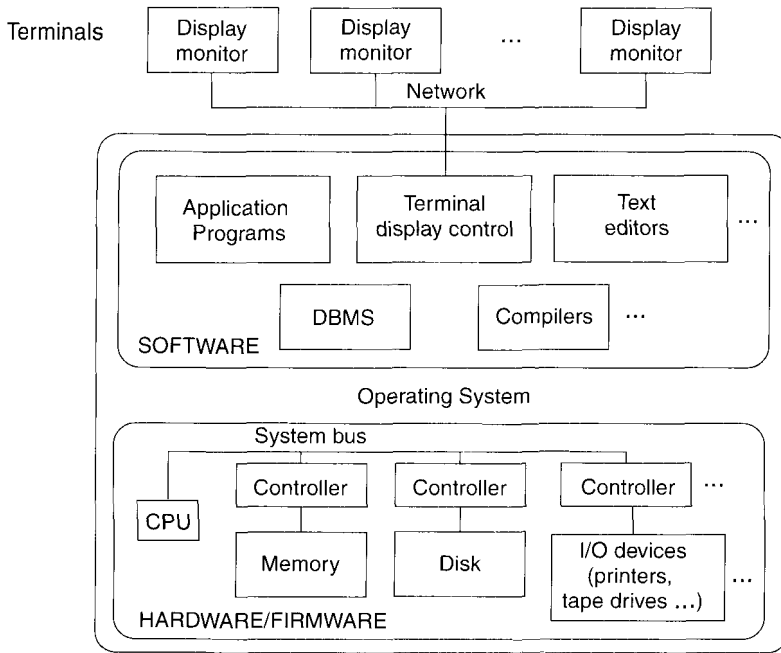 Terminals
Display
monitor
Display
monitor
...
Display
monitor
Network
Application
Programs
Terminal
display control
Text
editors
...
DBMS
Compilers
...
SOFTWARE
Operating System
System bus
CPU
Controller
Controller
Controller
...
Memory
Disk
I/O devices
(printers,
tape drives ...)
...
HARDWARE/FIRMWARE